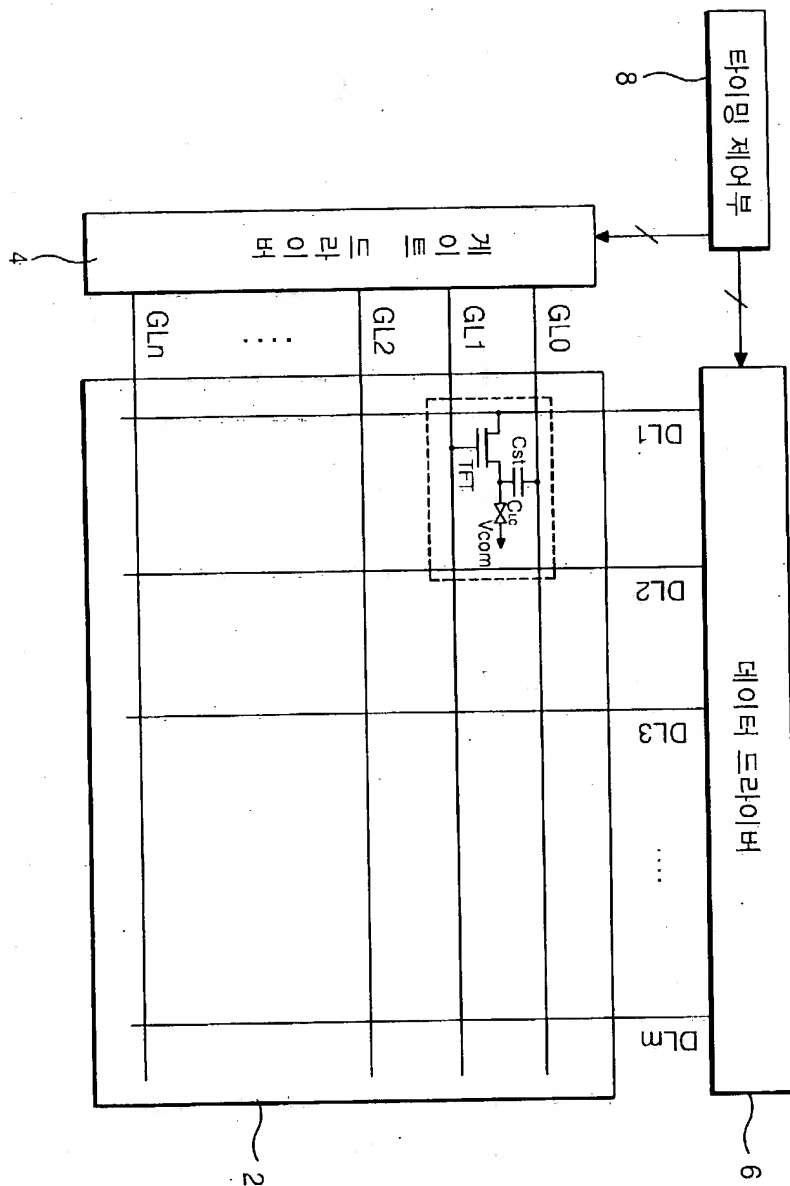 타이밍 제어부
8
데이터 드라이버
6
게이트 드라이버
4
DL1
DL2
DL3
....
DLm
GL0
GL1
GL2
....
GLn
Cst
CLC
Vcom
TFT
2